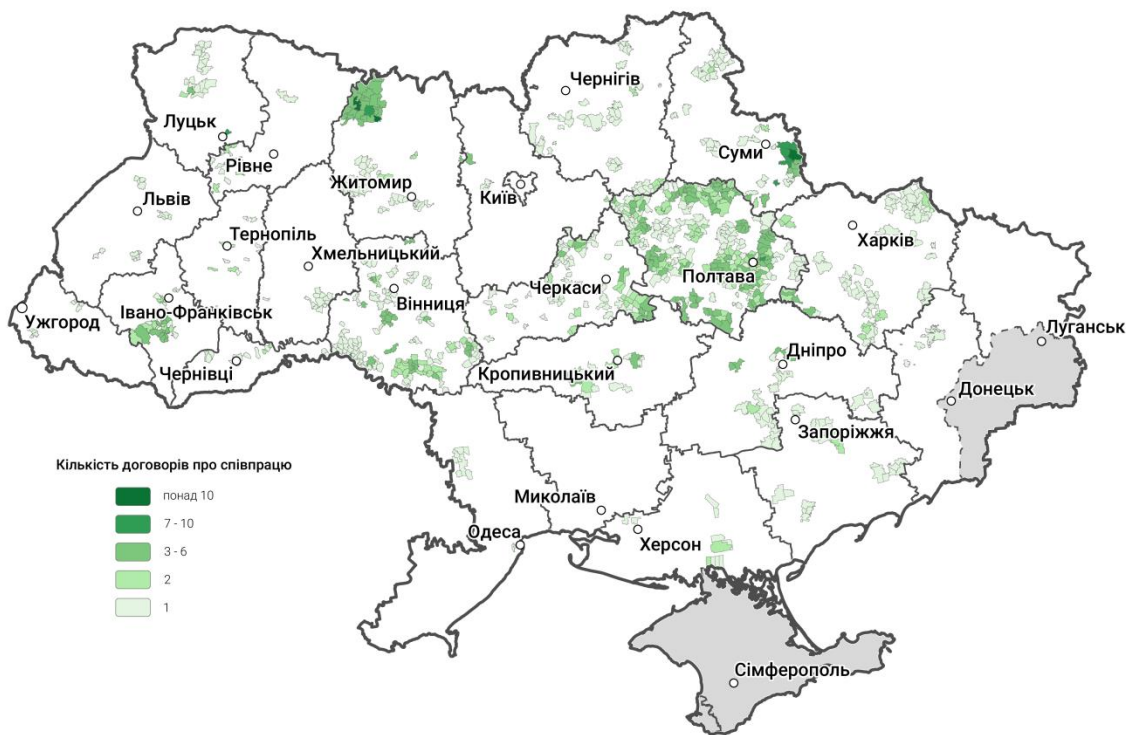 Чернігів
Луцьк
Рівне
Суми
Житомир
Київ
Львів
Тернопіль
Харків
Хмельницький
Полтава
Черкаси
Вінниця
Івано-Франківськ
Ужгород
Луганськ
Чернівці
Дніпро
Кропивницький
Донецьк
Запоріжжя
Кількість договорів про співпрацю
понад 10
7 - 10
3 - 6
2
1
Миколаїв
Одеса
Херсон
Сімферополь